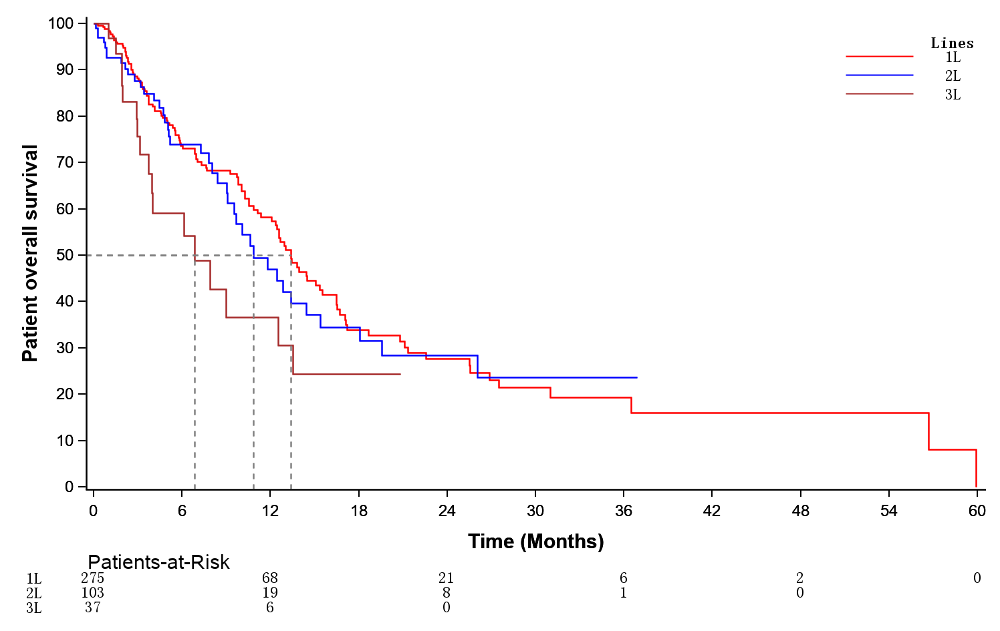 Patient overall survival
100
90
80
70
60
50
40
30
20
10
0
Lines
1L
2L
3L
0 6 12 18 24 30 36 42 48 54 60
Time (Months)
Patients-at-Risk
1L 275 68 21 6 2 0
2L 103 19 8 1 0
3L 37 6 0